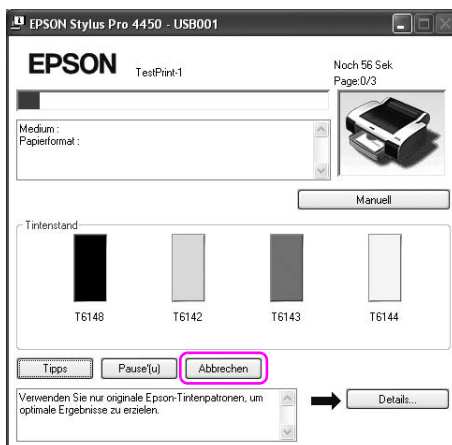 EPSON Stylus Pro 4450 - USB001
EPSON
TestPrint-1
Noch 56 Sek
Page:0/3
Medium :
Papierformat :
Manuell
Tintenstand
T6148
T6142
T6143
T6144
Tipps
Pause'(u)
Abbrechen
Verwenden Sie nur originale Epson-Tintenpatronen, um
optimale Ergebnisse zu erzielen.
Details...